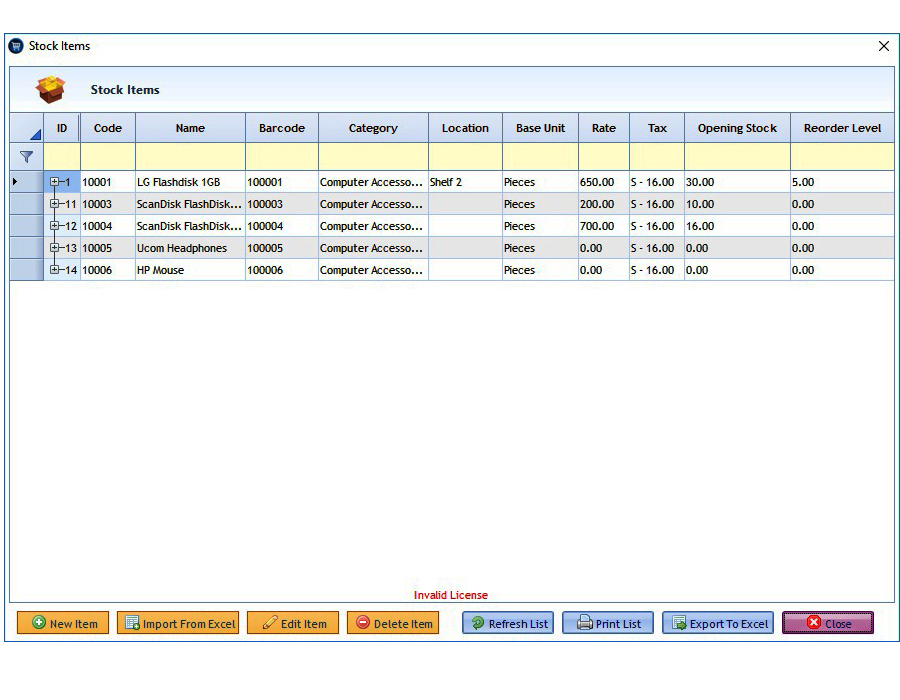 Stock Items
Stock Items
ID Code Name Barcode Category Location Base Unit Rate Tax Opening Stock Reorder Level
1 10001 LG Flashdisk 1GB 100001 Computer Accesso... Shelf 2 Pieces 650.00 S - 16.00 30.00 5.00
11 10003 ScanDisk FlashDisk... 100003 Computer Accesso... Pieces 200.00 S - 16.00 10.00 0.00
12 10004 ScanDisk FlashDisk... 100004 Computer Accesso... Pieces 700.00 S - 16.00 16.00 0.00
13 10005 Ucom Headphones 100005 Computer Accesso... Pieces 0.00 S - 16.00 0.00 0.00
14 10006 HP Mouse 100006 Computer Accesso... Pieces 0.00 S - 16.00 0.00 0.00
Invalid License
New Item Import From Excel Edit Item Delete Item Refresh List Print List Export To Excel Close